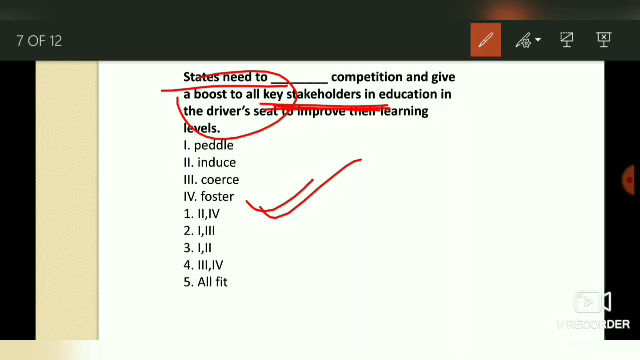 7 OF 12
States need to ________ competition and give
a boost to all key stakeholders in education in
the driver's seat to improve their learning
levels.
I. peddle
II. induce
III. coerce
IV. foster
1. II,IV
2. I,III
3. I,II
4. III,IV
5. All fit
V RECORDER